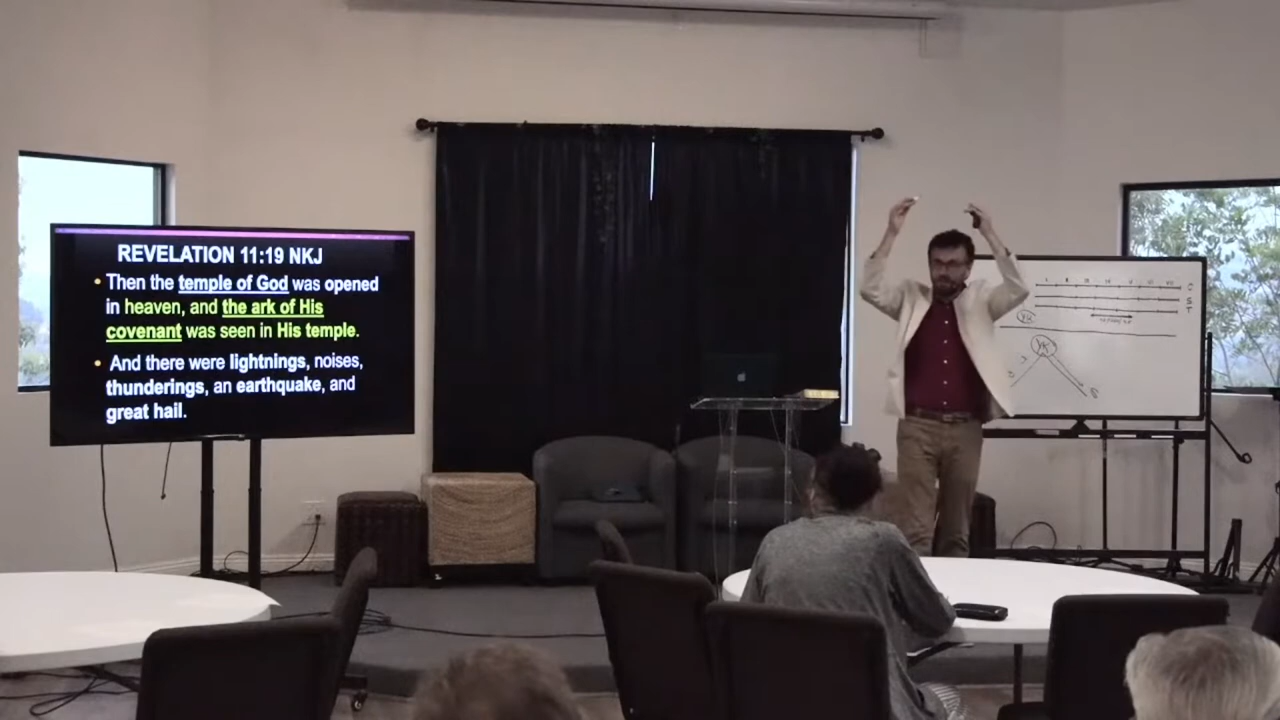 REVELATION 11:19 NKJ
• Then the temple of God was opened
in heaven, and the ark of His
covenant was seen in His temple.
• And there were lightnings, noises,
thunderings, an earthquake, and
great hail.